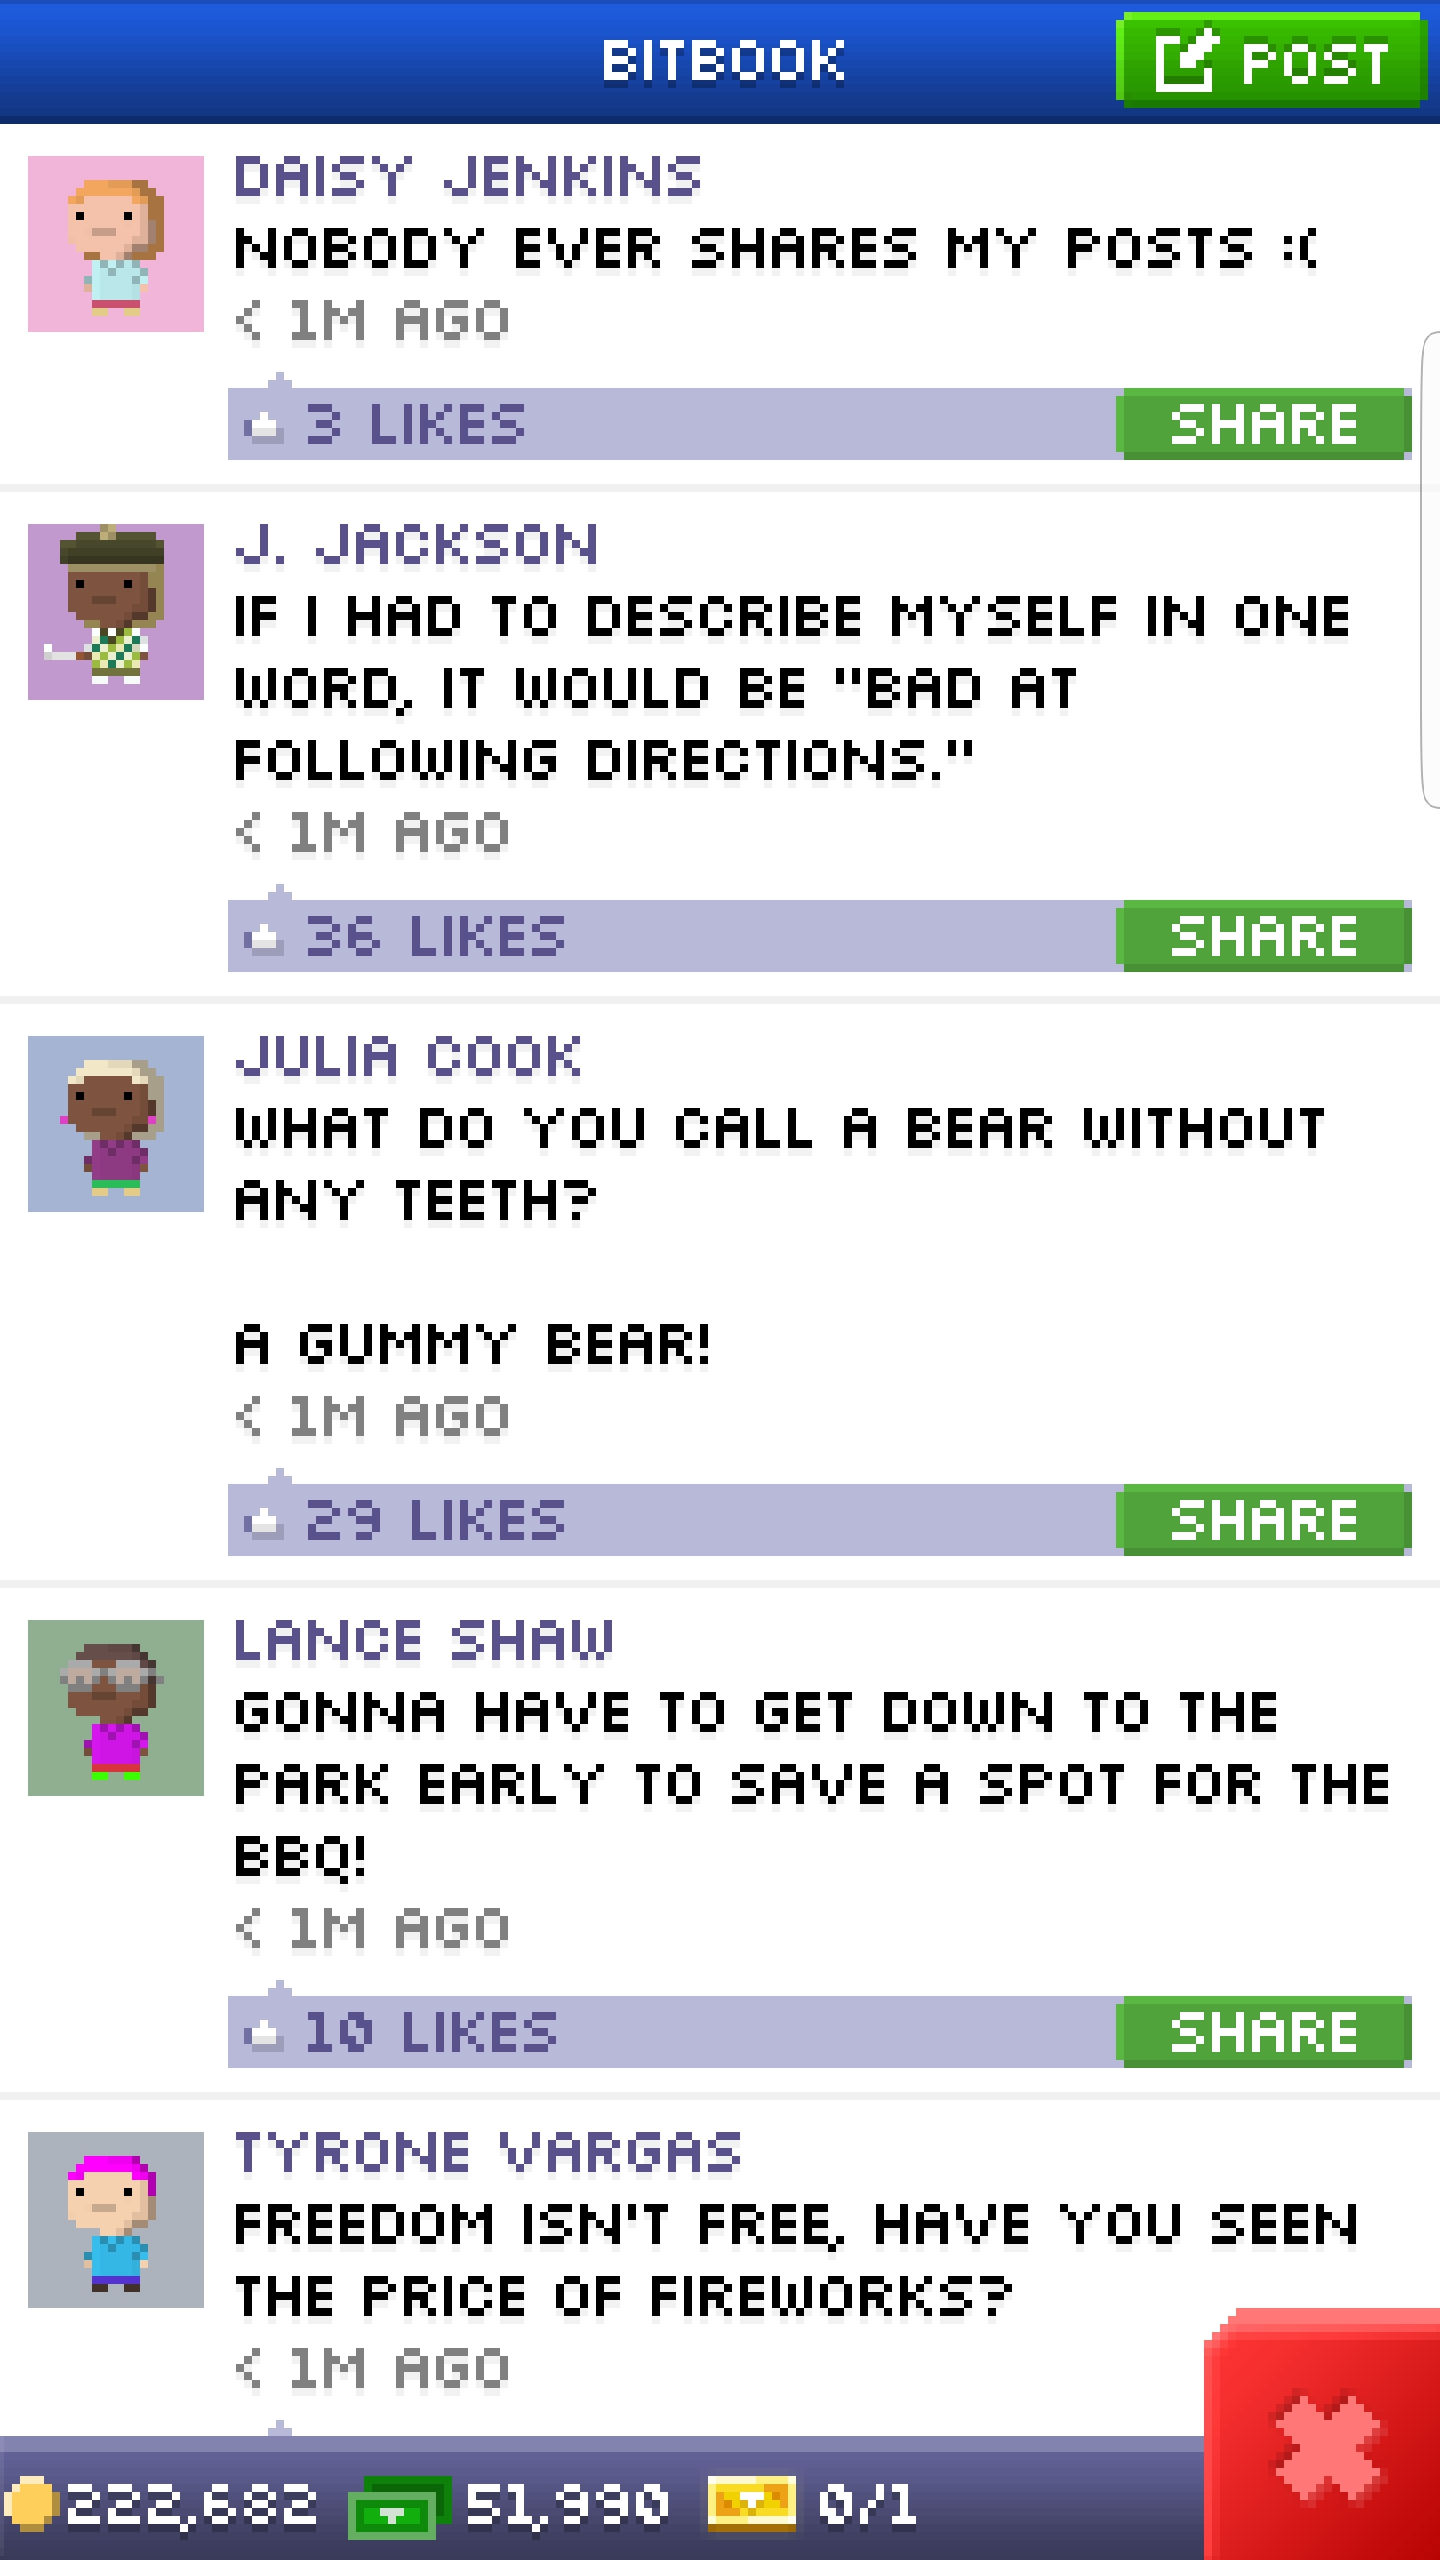 BITBOOK
POST
DAISY JENKINS
NOBODY EVER SHARES MY POSTS :(
< 1M AGO
3 LIKES
SHARE
J. JACKSON
IF I HAD TO DESCRIBE MYSELF IN ONE
WORD, IT WOULD BE "BAD AT
FOLLOWING DIRECTIONS."
< 1M AGO
36 LIKES
SHARE
JULIA COOK
WHAT DO YOU CALL A BEAR WITHOUT
ANY TEETH?
A GUMMY BEAR!
< 1M AGO
29 LIKES
SHARE
LANCE SHAW
GONNA HAVE TO GET DOWN TO THE
PARK EARLY TO SAVE A SPOT FOR THE
BBQ!
< 1M AGO
10 LIKES
SHARE
TYRONE VARGAS
FREEDOM ISN'T FREE, HAVE YOU SEEN
THE PRICE OF FIREWORKS?
< 1M AGO
222,682 51,990 0/1